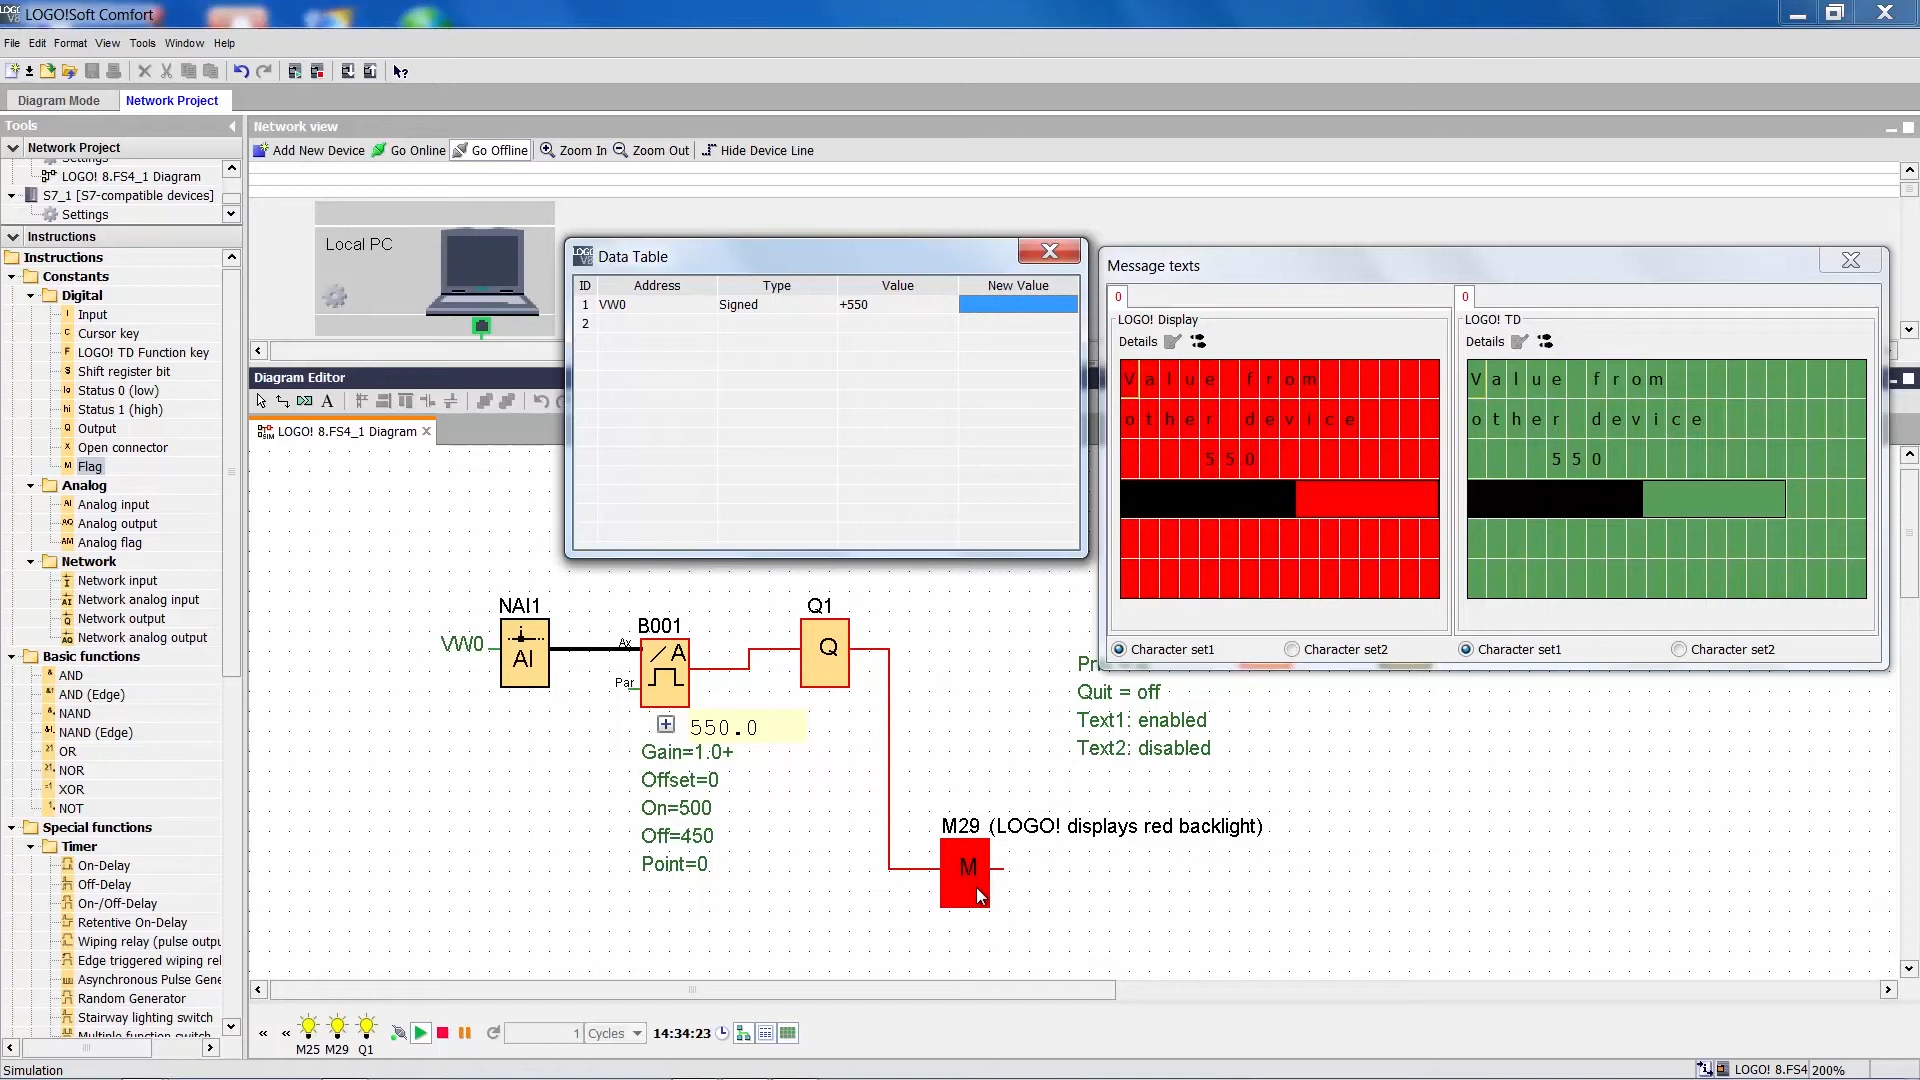 LOGO!Soft Comfort
File Edit Format View Tools Window Help
Diagram Mode Network Project
Tools
Network Project
Settings
LOGO! 8.FS4_1 Diagram
S7_1 [S7-compatible devices]
Settings
Instructions
Instructions
Constants
Digital
Input
Cursor key
LOGO! TD Function key
Shift register bit
Status 0 (low)
Status 1 (high)
Output
Open connector
Flag
Analog
Analog input
Analog output
Analog flag
Network
Network input
Network analog input
Network output
Network analog output
Basic functions
AND
AND (Edge)
NAND
NAND (Edge)
OR
NOR
XOR
NOT
Special functions
Timer
On-Delay
Off-Delay
On-/Off-Delay
Retentive On-Delay
Wiping relay (pulse outpu
Edge triggered wiping rel
Asynchronous Pulse Gene
Random Generator
Stairway lighting switch
Multiple function switch
Network view
Add New Device Go Online Go Offline Zoom In Zoom Out Hide Device Line
Local PC
Diagram Editor
LOGO! 8.FS4_1 Diagram
Data Table
ID Address Type Value New Value
1 VW0 Signed +550
2
Message texts
0
LOGO! Display
Details
Value from
other device
550
Character set1 Character set2
0
LOGO! TD
Details
Value from
other device
550
Character set1 Character set2
NAI1
VW0
AI
B001
Ax
A
Par
550.0
Gain=1.0+
Offset=0
On=500
Off=450
Point=0
Q1
Q
Quit = off
Text1: enabled
Text2: disabled
M29 (LOGO! displays red backlight)
M
M25 M29 Q1
1 Cycles 14:34:23
Simulation
LOGO! 8.FS4 200%